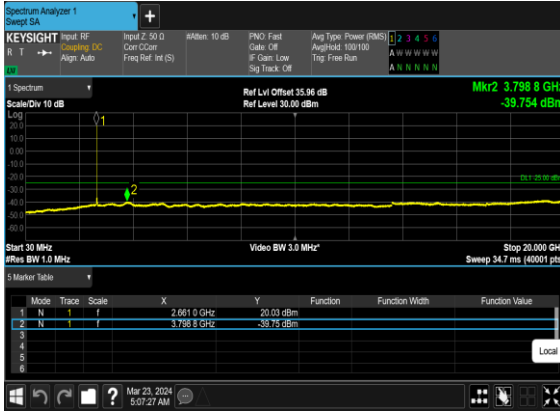 Spectrum Analyzer 1
Swept SA
+
KEYSIGHT Input: RF Input Z: 50 Ω #Atten: 10 dB PNO: Fast Avg Type: Power (RMS) 1 2 3 4 5 6
R T Coupling: DC Corr CCorr Gate: Off Avg|Hold: 100/100 A W W W W W
Align: Auto Freq Ref: Int (S) IF Gain: Low Trig: Free Run
Sig Track: Off A N N N N N
1 Spectrum Ref Lvl Offset 35.96 dB Mkr2 3.798 8 GHz
Scale/Div 10 dB Ref Level 30.00 dBm -39.754 dBm
Log
20.0
10.0
0.00
-10.0
-20.0
-30.0
-40.0
-50.0
-60.0
1
2
DL1 -25.00 dBm
Start 30 MHz Video BW 3.0 MHz* Stop 20.000 GH
#Res BW 1.0 MHz Sweep 34.7 ms (40001 pts
5 Marker Table
Mode Trace Scale X Y Function Function Width Function Value
1 N 1 f 2.661 0 GHz 20.03 dBm
2 N 1 f 3.798 8 GHz -39.75 dBm
3
4
5
6
Local
? Mar 23, 2024
5:07:27 AM